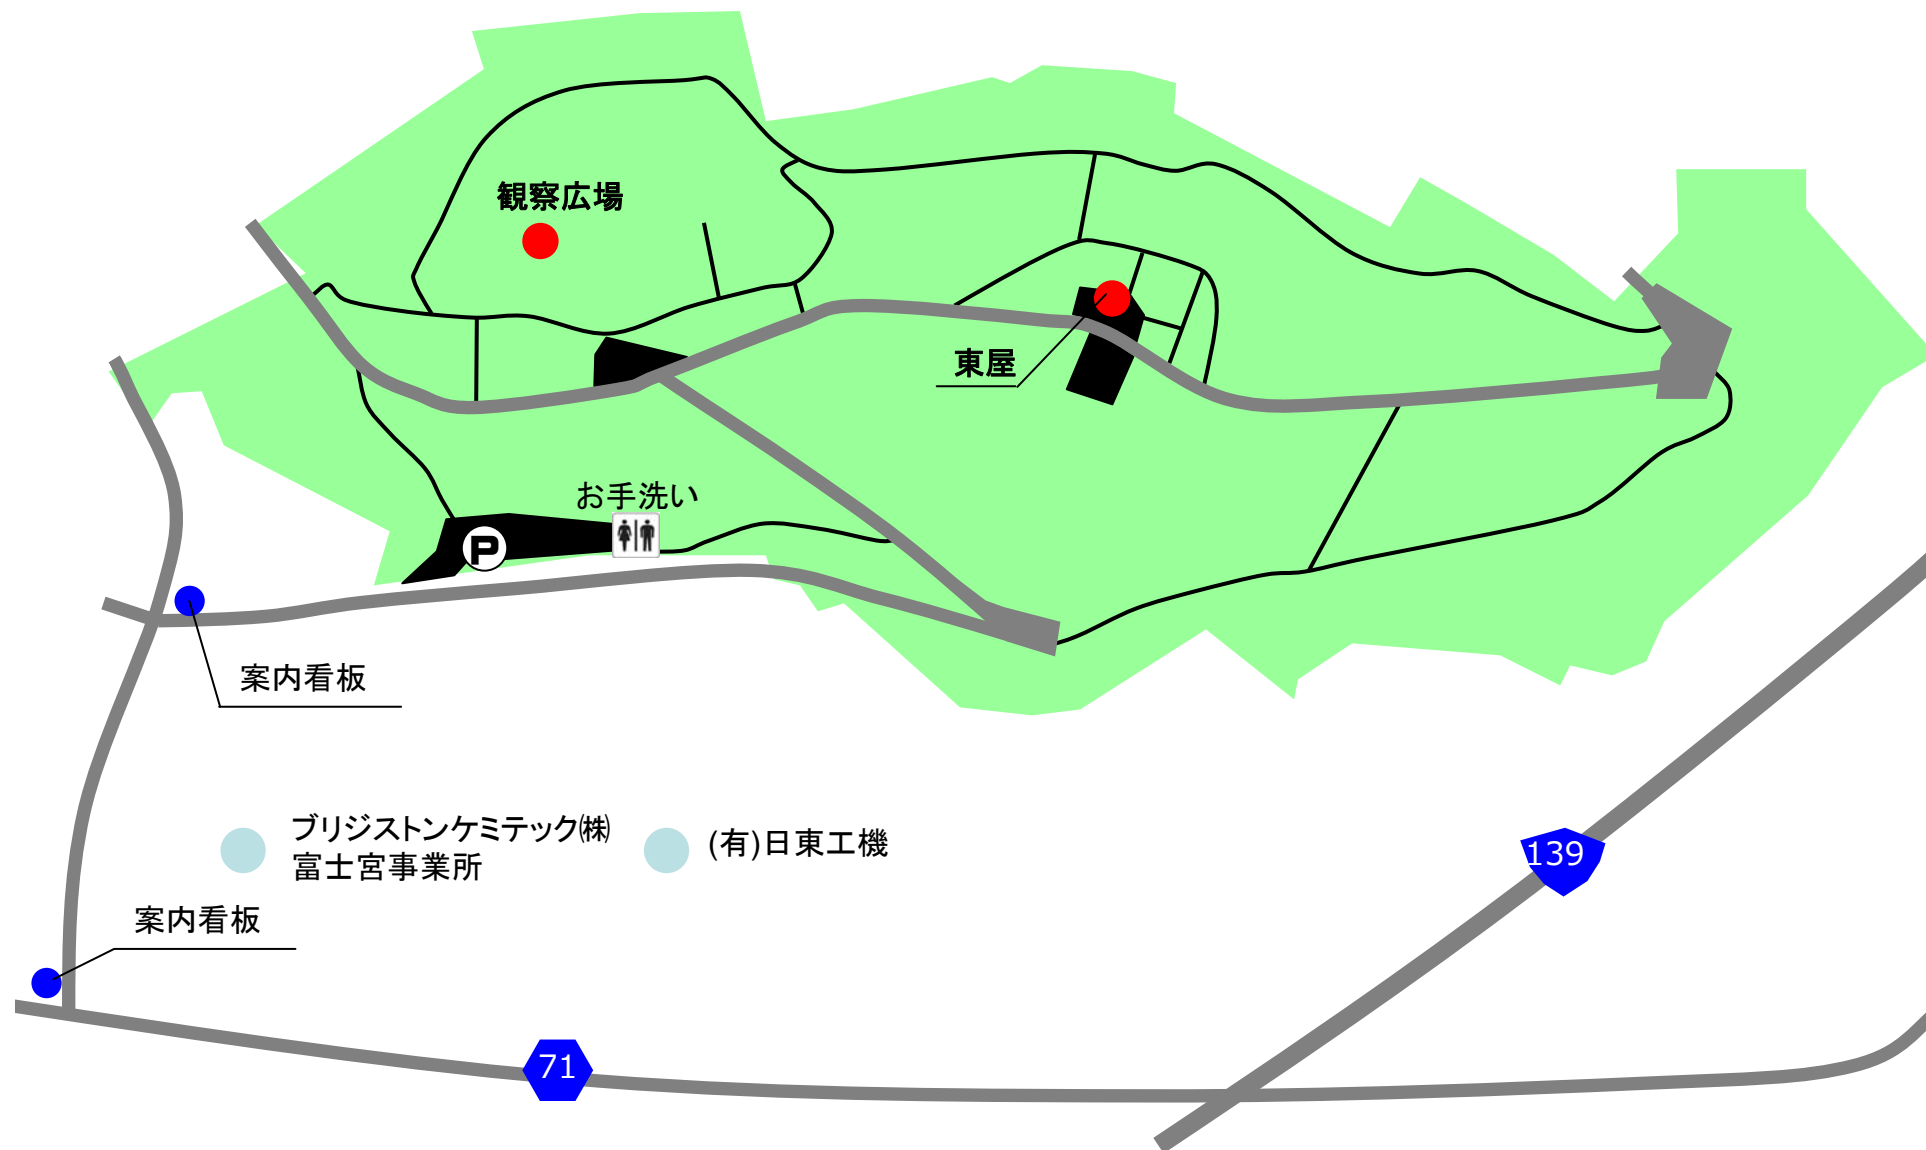 観察広場
東屋
お手洗い
P
案内看板
ブリジストンケミテック㈱
富士宮事業所
(有)日東工機
139
案内看板
71